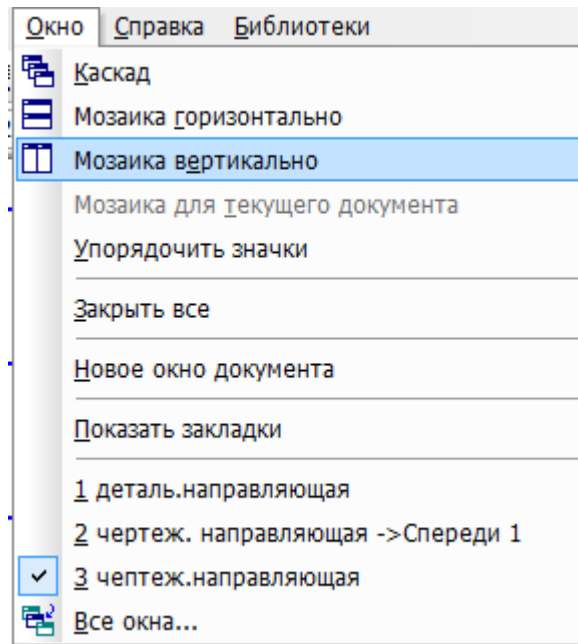 Окно Справка Библиотеки
Каскад
Мозаика горизонтально
Мозаика вертикально
Мозаика для текущего документа
Упорядочить значки
Закрыть все
Новое окно документа
Показать закладки
1 деталь.направляющая
2 чертеж. направляющая ->Спереди 1
3 чептеж.направляющая
Все окна...